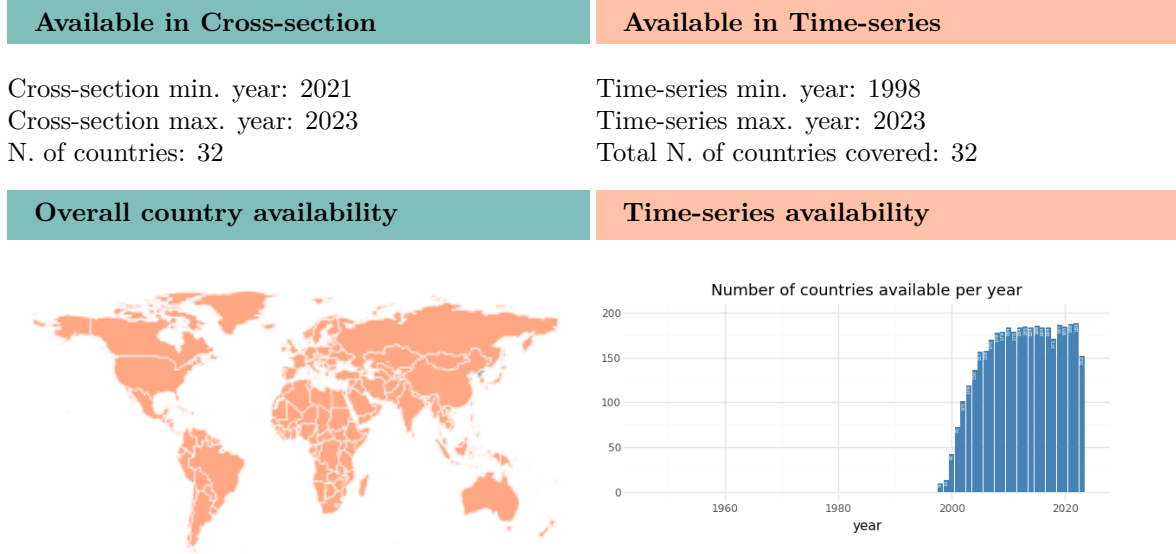 Available in Cross-section
Available in Time-series
Cross-section min. year: 2021
Cross-section max. year: 2023
N. of countries: 32
Time-series min. year: 1998
Time-series max. year: 2023
Total N. of countries covered: 32
Overall country availability
Time-series availability
Number of countries available per year
200
150
100
50
0
1960
1980
2000
2020
year